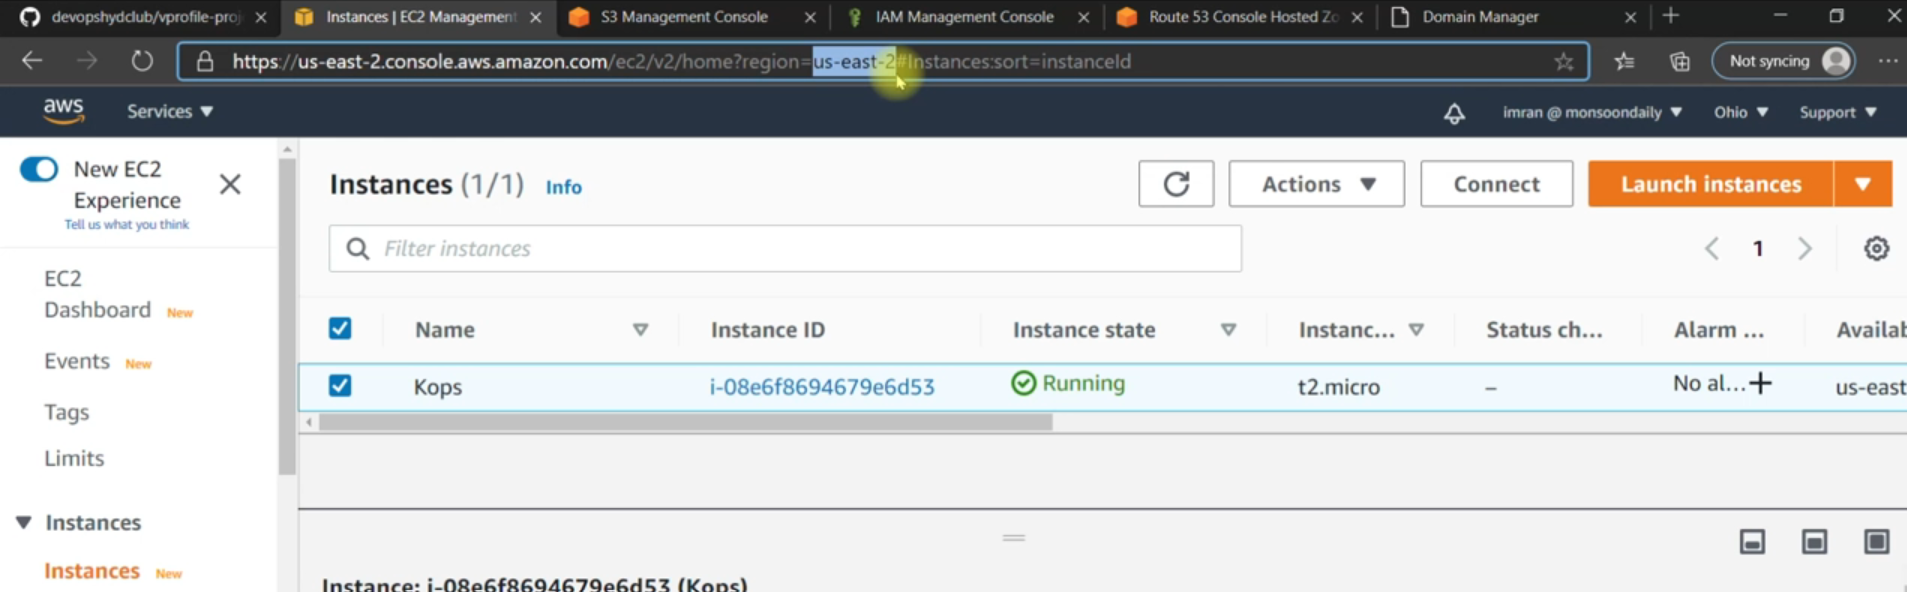 devopshydclub/vprofile-proj
Instances | EC2 Management
S3 Management Console
IAM Management Console
Route 53 Console Hosted Zo
Domain Manager
https://us-east-2.console.aws.amazon.com/ec2/v2/home?region=us-east-2#Instances:sort=instanceId
Not syncing
aws
Services
imran @ monsoondaily
Ohio
Support
New EC2
Experience
Tell us what you think
Instances (1/1) Info
Actions
Connect
Launch instances
Filter instances
1
EC2
Dashboard New
Events New
Tags
Limits
Instances
Instances New
Name
Instance ID
Instance state
Instanc...
Status ch...
Alarm ...
Availab
Kops
i-08e6f8694679e6d53
Running
t2.micro
–
No al...
us-east
Instance: i-08e6f8694679e6d53 (Kops)